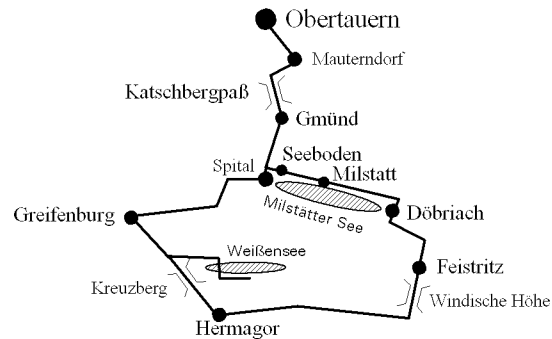 Obertauern
Mauterndorf
Katschbergpaß
Gmünd
Seeboden
Spital
Milstatt
Milstätter See
Greifenburg
Döbriach
Weißensee
Feistritz
Kreuzberg
Windische Höhe
Hermagor